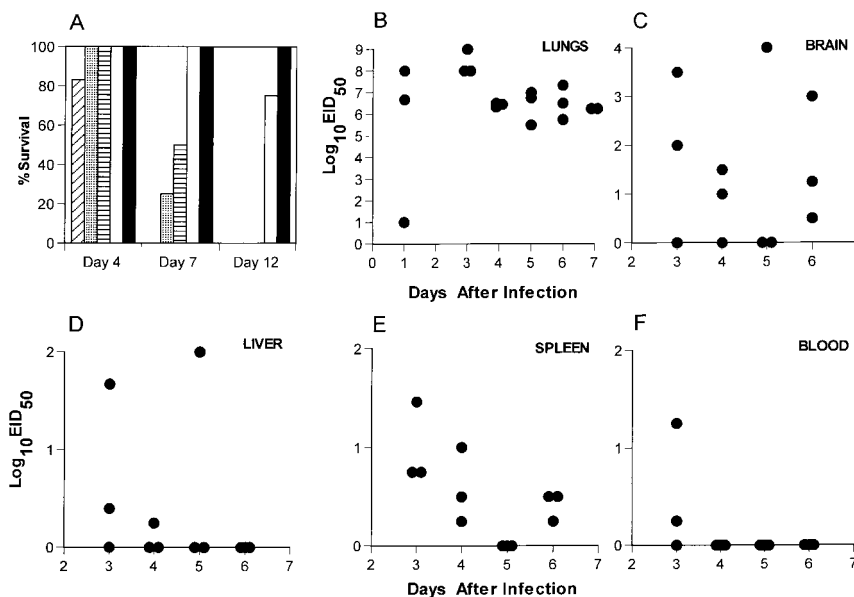 A
% Survival
100
80
60
40
20
0
Day 4 Day 7 Day 12
B
LUNGS
Log10EID50
9
8
7
6
5
4
3
2
1
0
0 1 2 3 4 5 6 7
Days After Infection
C
BRAIN
4
3
2
1
0
2 3 4 5 6
D
LIVER
Log10EID50
2
1
0
2 3 4 5 6 7
E
SPLEEN
2
1
0
2 3 4 5 6 7
Days After Infection
F
BLOOD
2
1
0
2 3 4 5 6 7